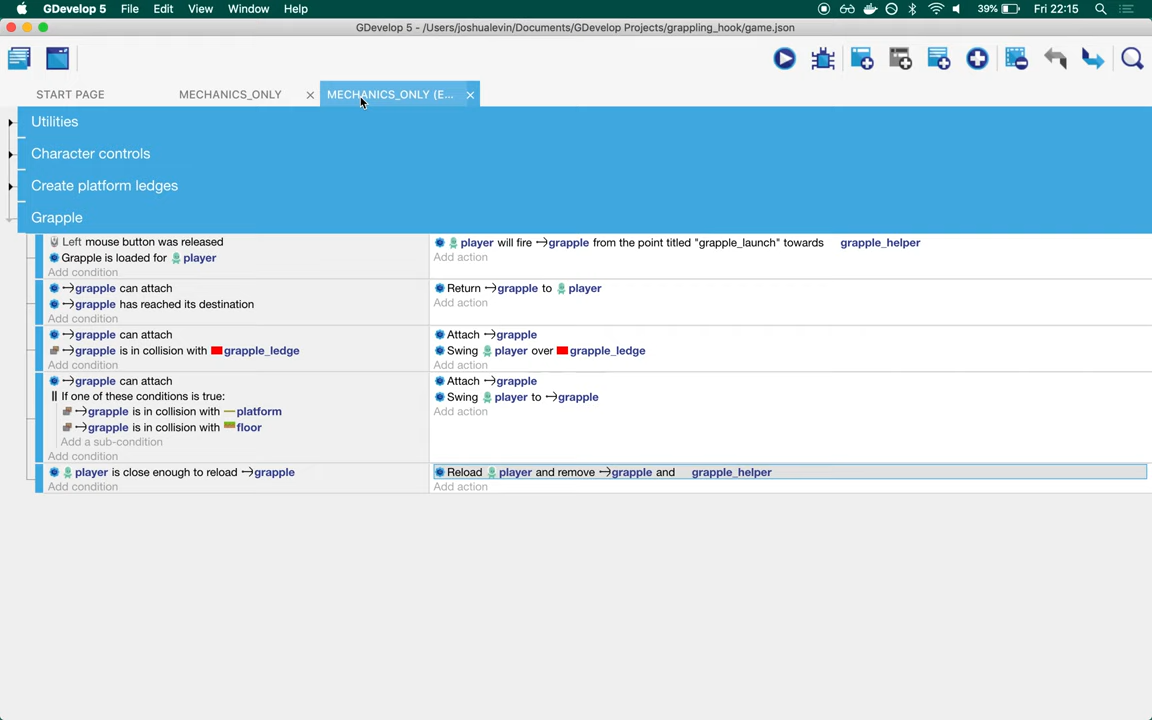 GDevelop 5 File Edit View Window Help 39% Fri 22:15
GDevelop 5 - /Users/joshualevin/Documents/GDevelop Projects/grappling_hook/game.json
START PAGE MECHANICS_ONLY MECHANICS_ONLY (E...
Utilities
Character controls
Create platform ledges
Grapple
Left mouse button was released
Grapple is loaded for player
Add condition
player will fire grapple from the point titled "grapple_launch" towards grapple_helper
Add action
grapple can attach
grapple has reached its destination
Add condition
Return grapple to player
Add action
grapple can attach
grapple is in collision with grapple_ledge
Add condition
Attach grapple
Swing player over grapple_ledge
Add action
grapple can attach
If one of these conditions is true:
grapple is in collision with platform
grapple is in collision with floor
Add a sub-condition
Add condition
Attach grapple
Swing player to grapple
Add action
player is close enough to reload grapple
Add condition
Reload player and remove grapple and grapple_helper
Add action